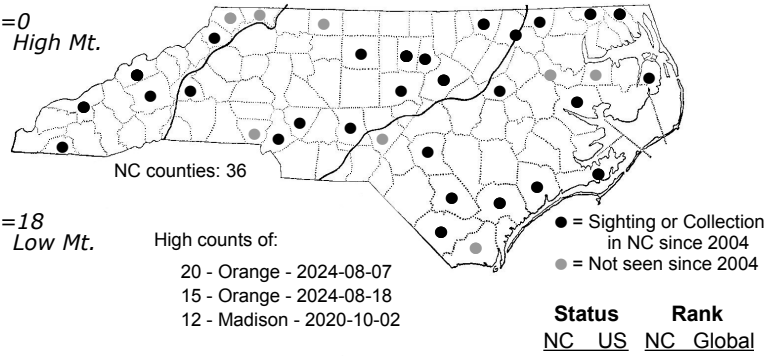 =0
High Mt.
NC counties: 36
=18
Low Mt.
High counts of:
20 - Orange - 2024-08-07
15 - Orange - 2024-08-18
12 - Madison - 2020-10-02
= Sighting or Collection
in NC since 2004
= Not seen since 2004
Status Rank
NC US NC Global